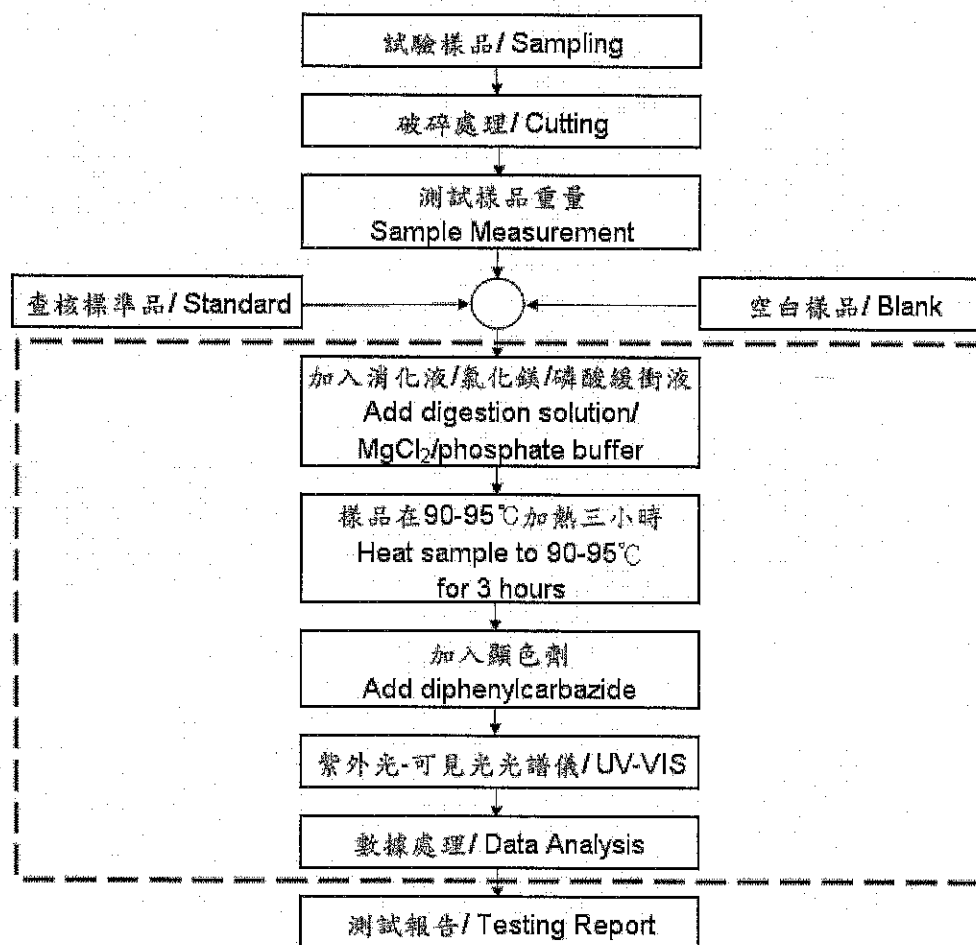 試驗樣品/ Sampling
破碎處理/ Cutting
測試樣品重量
Sample Measurement
查核標準品/ Standard
空白樣品/ Blank
加入消化液/氯化鎂/磷酸緩衝液
Add digestion solution/
MgCl₂/phosphate buffer
樣品在90-95℃加熱三小時
Heat sample to 90-95℃
for 3 hours
加入顯色劑
Add diphenylcarbazide
紫外光-可見光光譜儀/ UV-VIS
數據處理/ Data Analysis
測試報告/ Testing Report